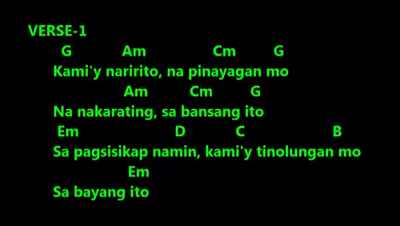 VERSE-1
G Am Cm G
Kami'y naririto, na pinayagan mo
Am Cm G
Na nakarating, sa bansang ito
Em D C B
Sa pagsisikap namin, kami'y tinolungan mo
Em
Sa bayang ito